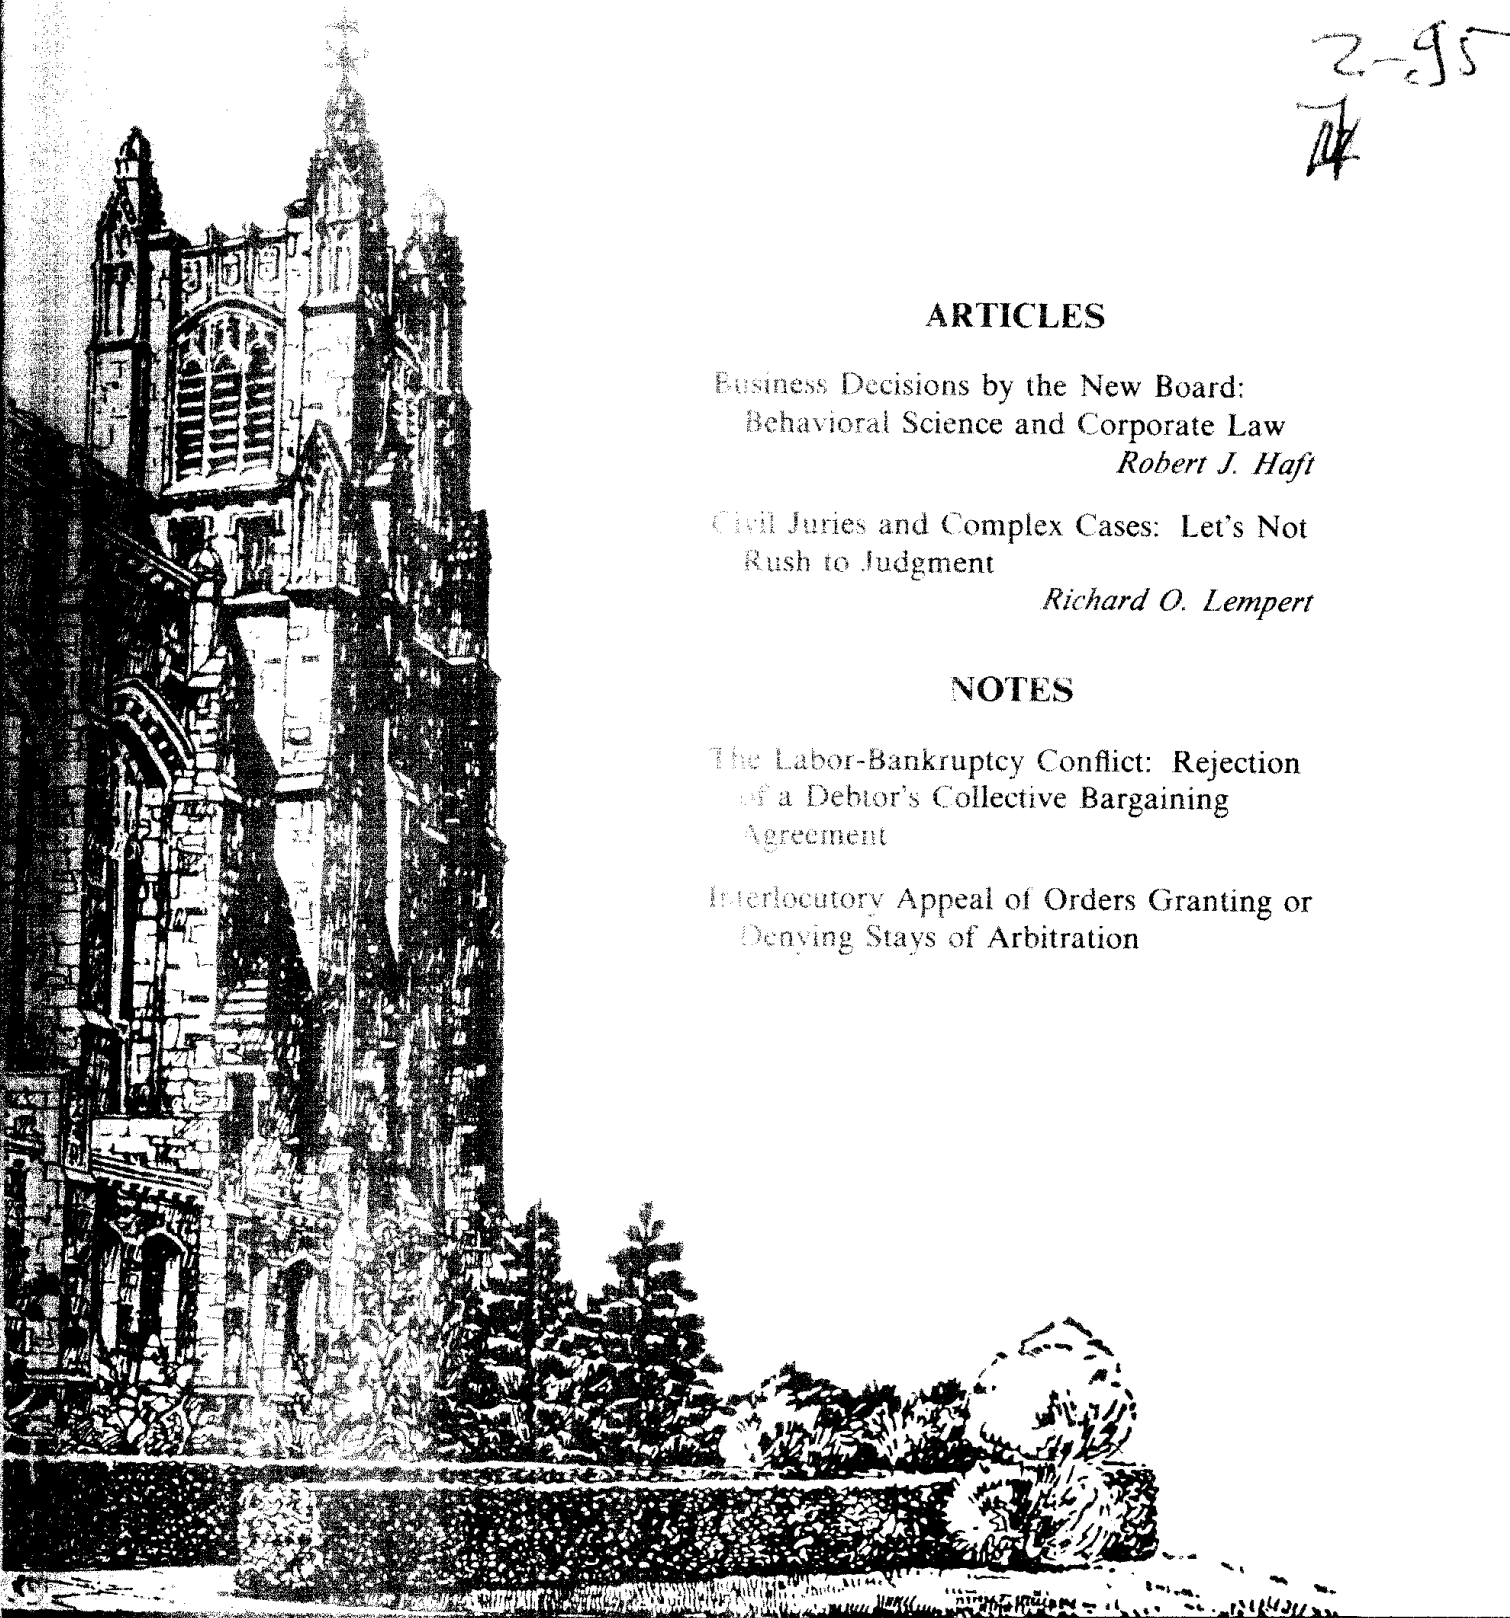 2-95
ARTICLES
Business Decisions by the New Board:
Behavioral Science and Corporate Law
Robert J. Haft
Civil Juries and Complex Cases: Let's Not
Rush to Judgment
Richard O. Lempert
NOTES
The Labor-Bankruptcy Conflict: Rejection
of a Debtor's Collective Bargaining
Agreement
Interlocutory Appeal of Orders Granting or
Denying Stays of Arbitration